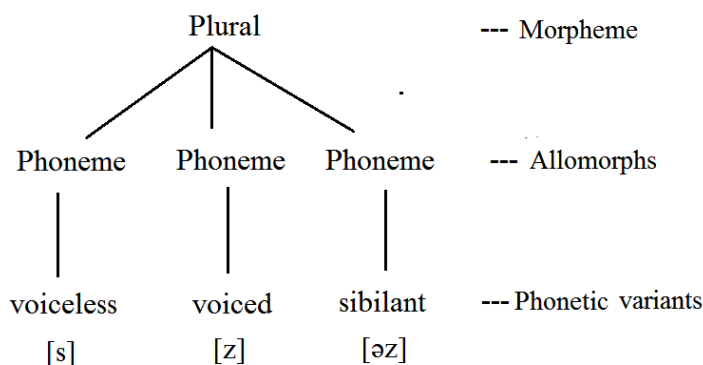 Plural --- Morpheme
Phoneme Phoneme Phoneme --- Allomorphs
voiceless voiced sibilant --- Phonetic variants
[s] [z] [əz]